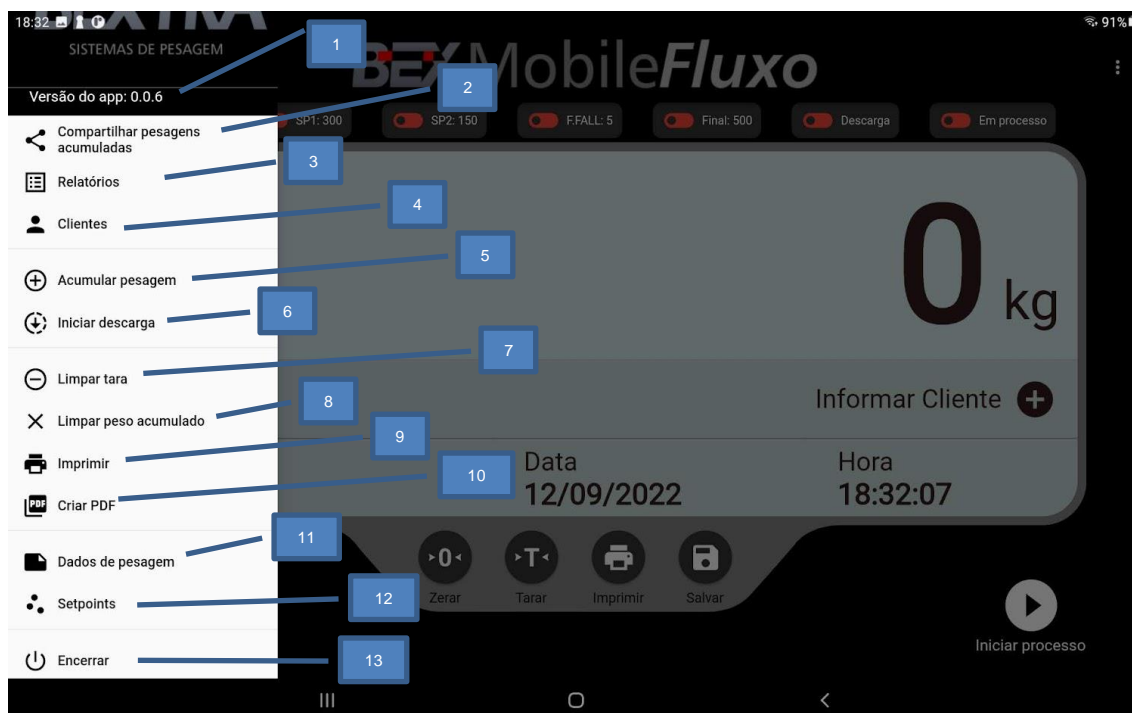 18:32
91%
BEXTRA
SISTEMAS DE PESAGEM
Versão do app: 0.0.6
BEX MobileFluxo
SP1: 300
SP2: 150
F.FALL: 5
Final: 500
Descarga
Em processo
Compartilhar pesagens
acumuladas
Relatórios
Clientes
Acumular pesagem
Iniciar descarga
Limpar tara
Limpar peso acumulado
Imprimir
PDF
Criar PDF
Dados de pesagem
Setpoints
Encerrar
1
2
3
4
5
6
7
8
9
10
11
12
13
0 kg
Informar Cliente
Data
12/09/2022
Hora
18:32:07
0
Zerar
T
Tarar
Imprimir
Salvar
Iniciar processo